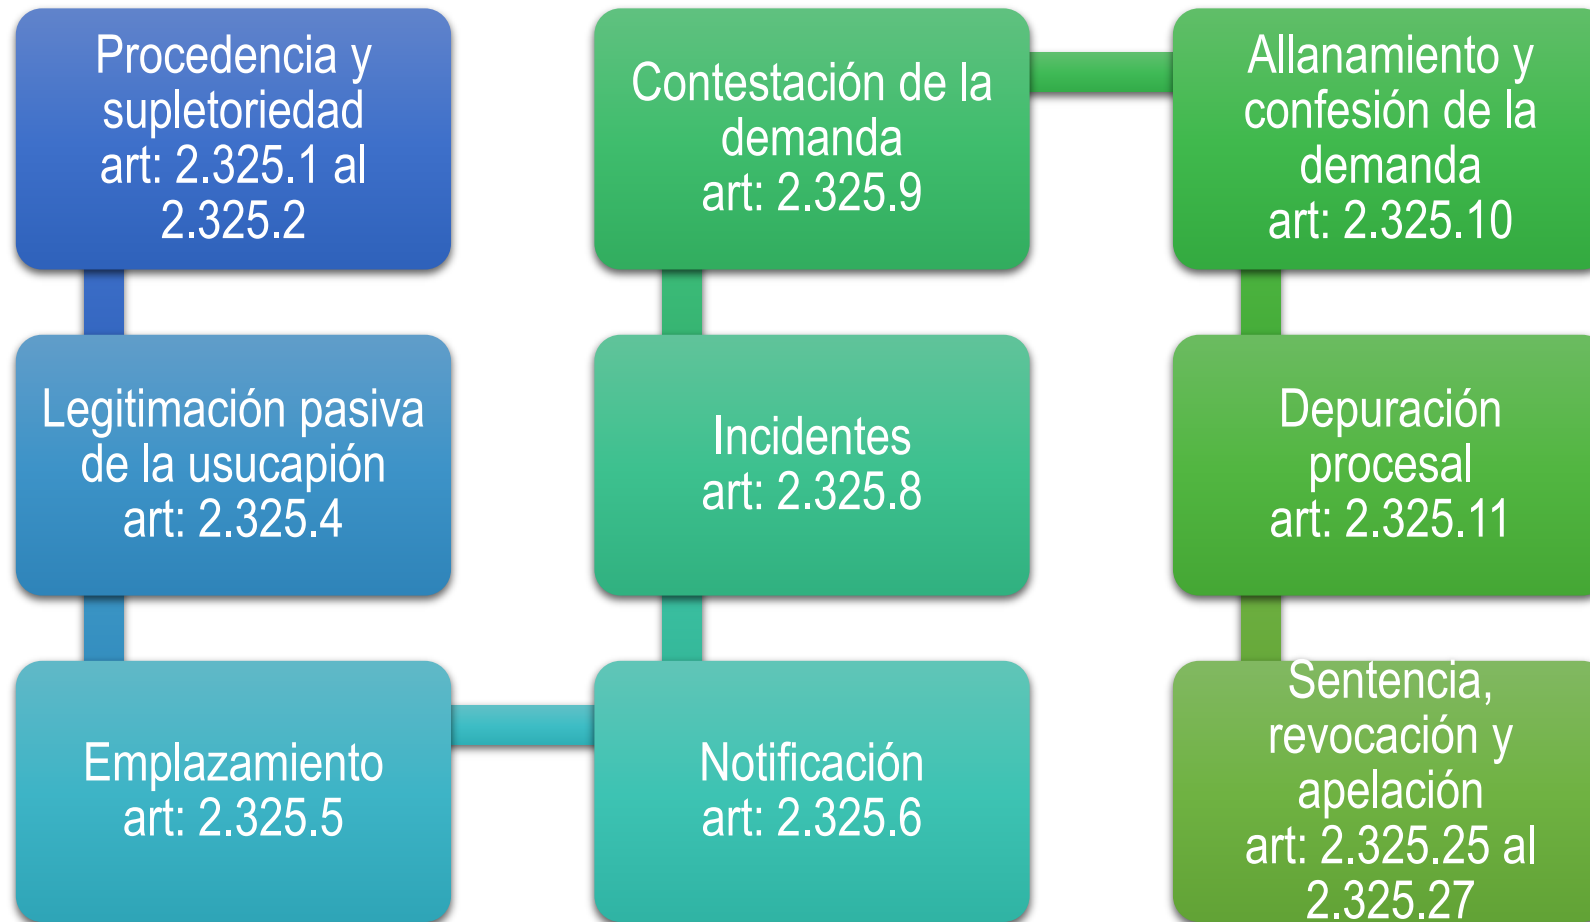 Procedencia y
supletoriedad
art: 2.325.1 al
2.325.2
Legitimación pasiva
de la usucapión
art: 2.325.4
Emplazamiento
art: 2.325.5
Notificación
art: 2.325.6
Incidentes
art: 2.325.8
Contestación de la
demanda
art: 2.325.9
Allanamiento y
confesión de la
demanda
art: 2.325.10
Depuración
procesal
art: 2.325.11
Sentencia,
revocación y
apelación
art: 2.325.25 al
2.325.27